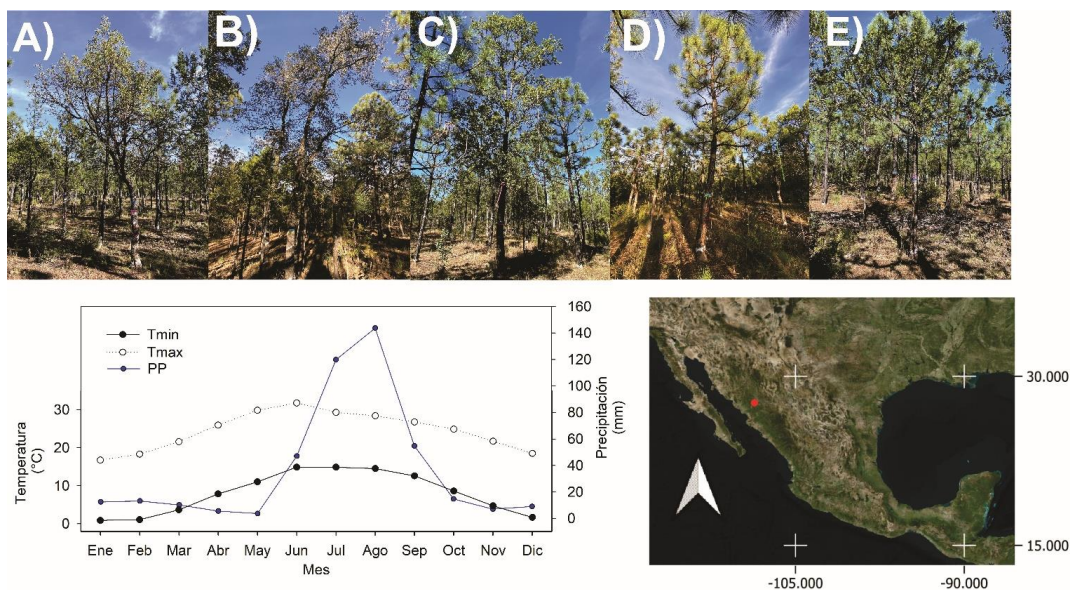 A) B) C) D) E)
160
140
120
100
80
60
40
20
0
Precipitación
(mm)
Tmin
Tmax
PP
30
20
10
0
Temperatura
(°C)
Ene Feb Mar Abr May Jun Jul Ago Sep Oct Nov Dic
Mes
30.000
15.000
-105.000 -90.000